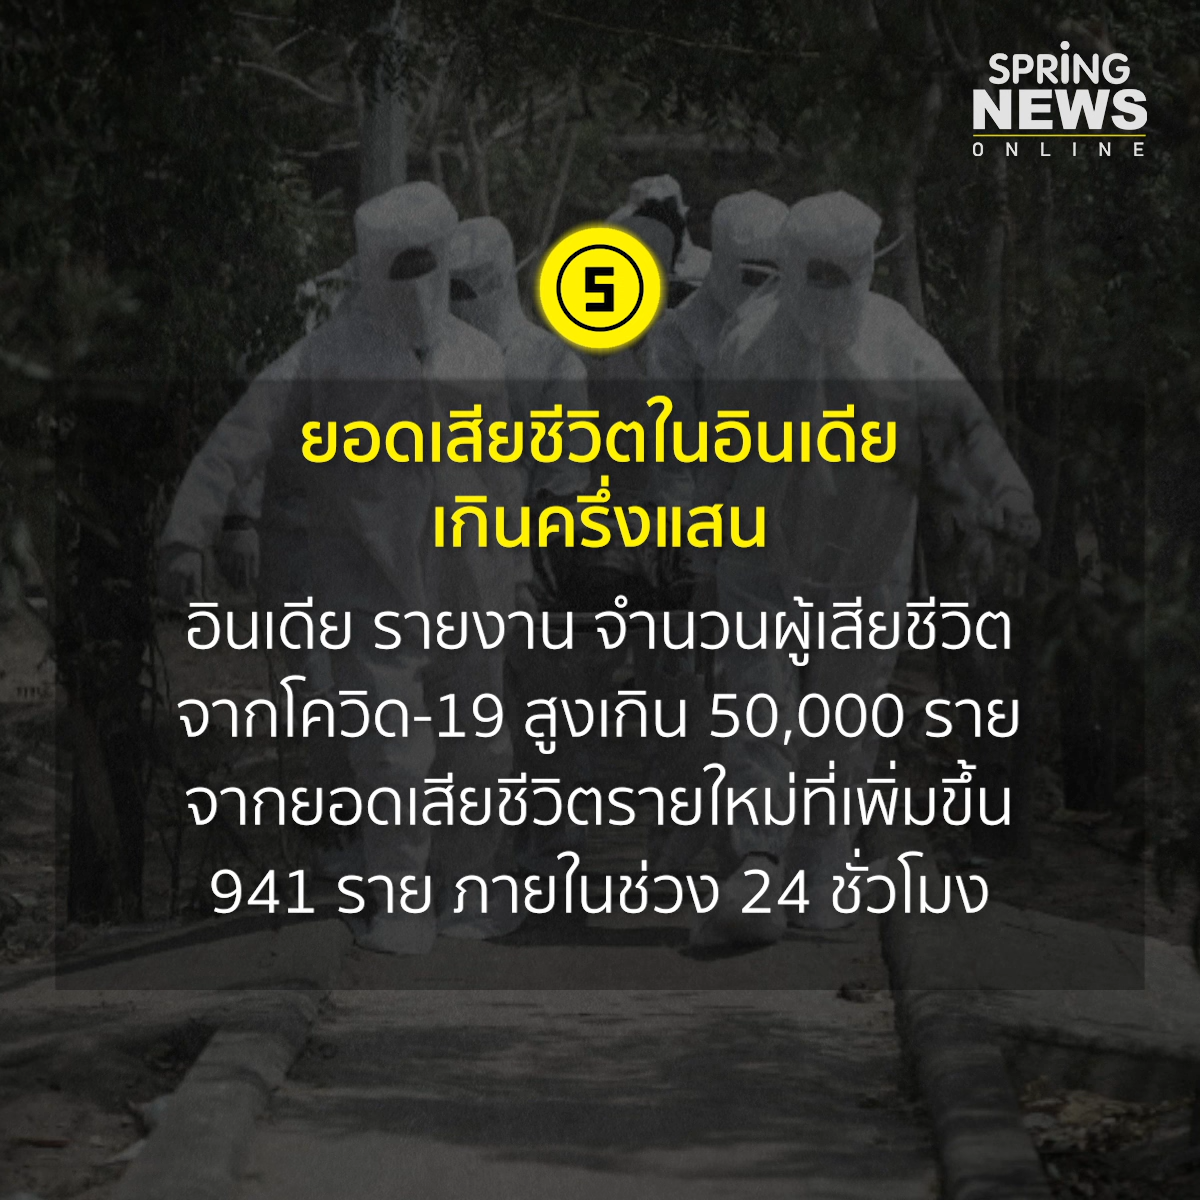 SPRiNG
NEWS
ONLINE
5
ยอดเสียชีวิตในอินเดีย
เกินครึ่งแสน
อินเดีย รายงาน จำนวนผู้เสียชีวิต
จากโควิด-19 สูงเกิน 50,000 ราย
จากยอดเสียชีวิตรายใหม่ที่เพิ่มขึ้น
941 ราย ภายในช่วง 24 ชั่วโมง